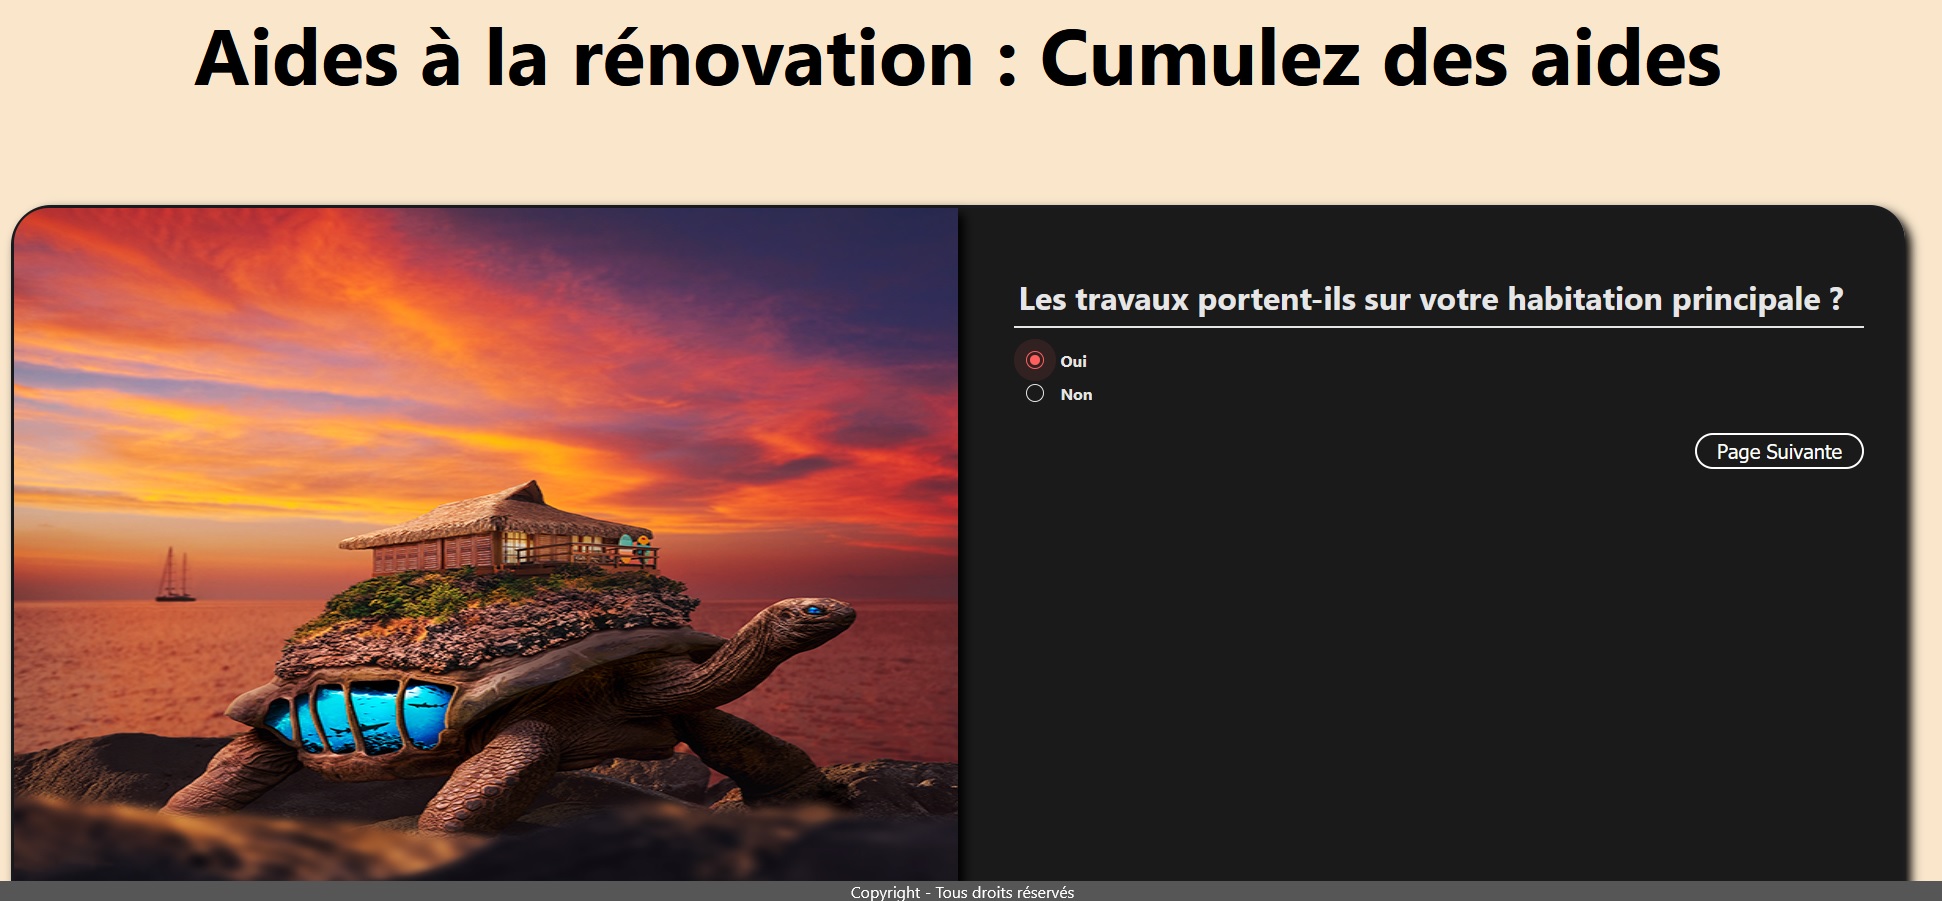 Aides à la rénovation : Cumulez des aides
Les travaux portent-ils sur votre habitation principale ?
Oui
Non
Page Suivante
Copyright - Tous droits réservés